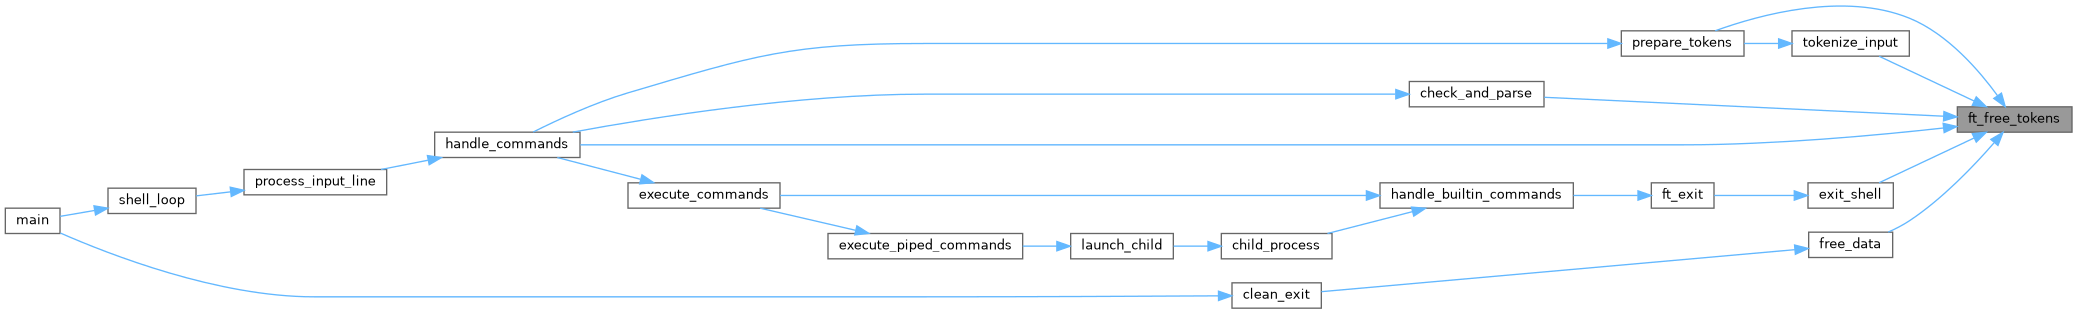 prepare_tokens
tokenize_input
check_and_parse
ft_free_tokens
handle_commands
process_input_line
shell_loop
main
execute_commands
handle_builtin_commands
ft_exit
exit_shell
execute_piped_commands
launch_child
child_process
free_data
clean_exit